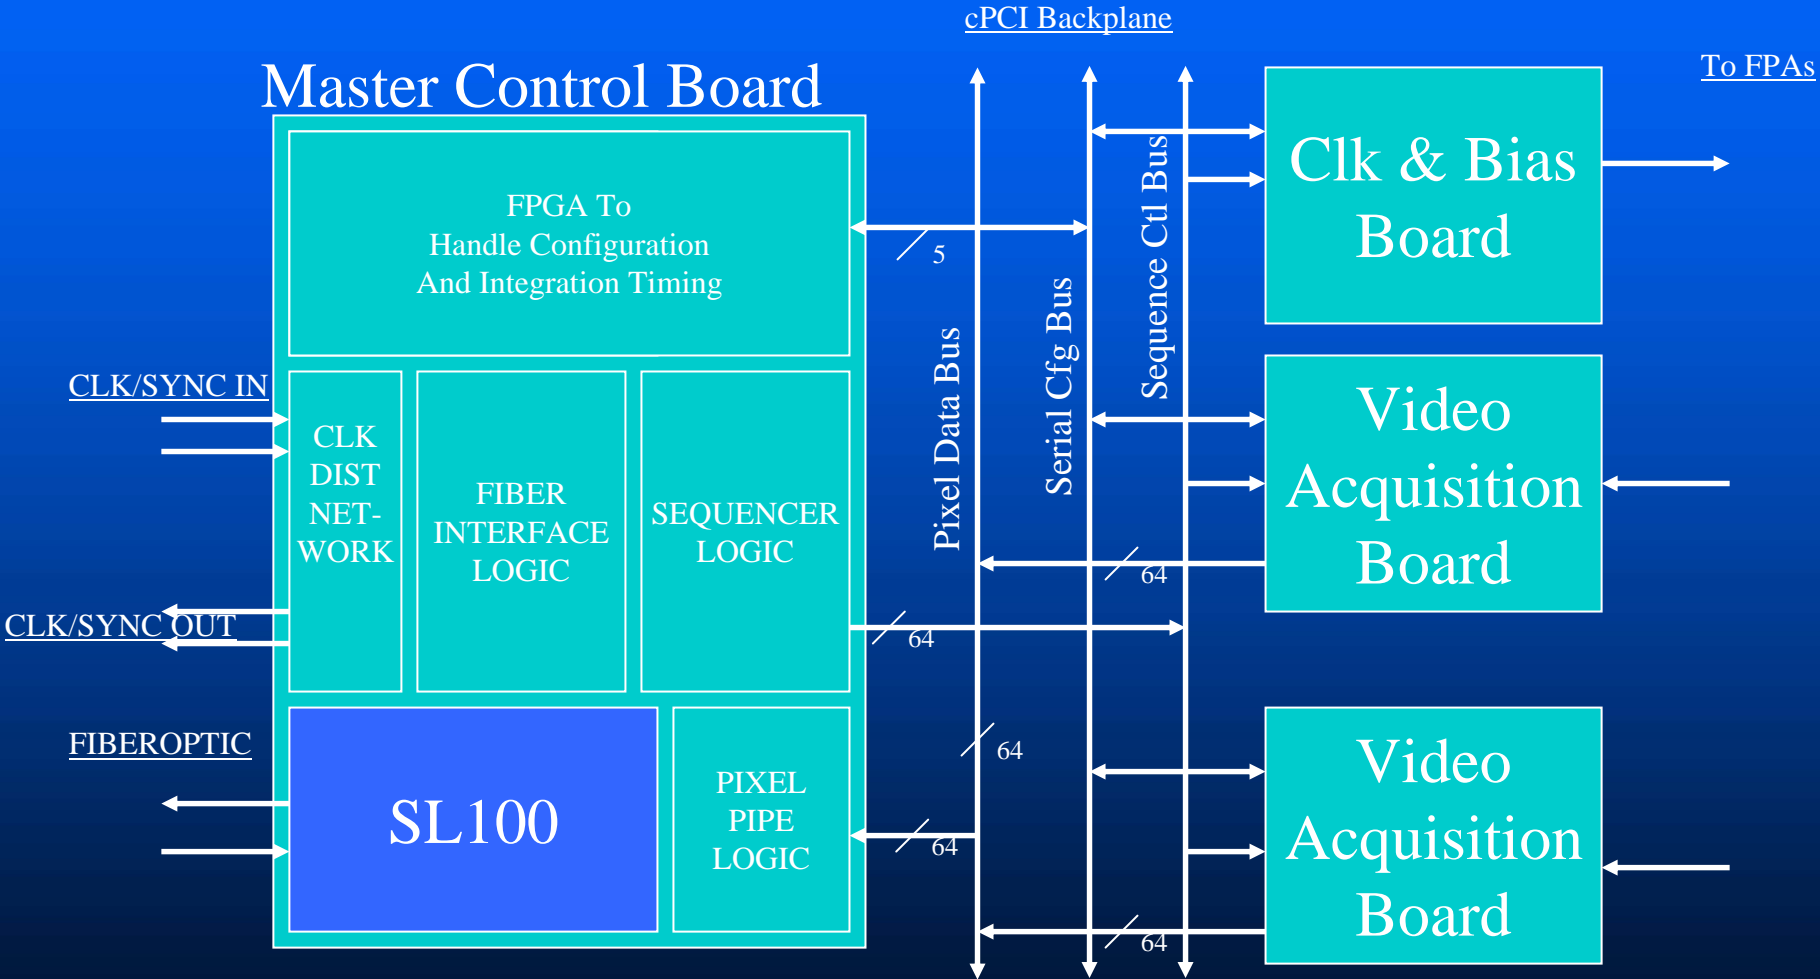 cPCI Backplane
To FPAs
Master Control Board
FPGA To
Handle Configuration
And Integration Timing
5
CLK/SYNC IN
CLK
DIST
NET-
WORK
FIBER
INTERFACE
LOGIC
SEQUENCER
LOGIC
CLK/SYNC OUT
64
FIBEROPTIC
SL100
PIXEL
PIPE
LOGIC
64
64
Pixel Data Bus
Serial Cfg Bus
Sequence Ctl Bus
Clk & Bias
Board
Video
Acquisition
Board
64
Video
Acquisition
Board
64